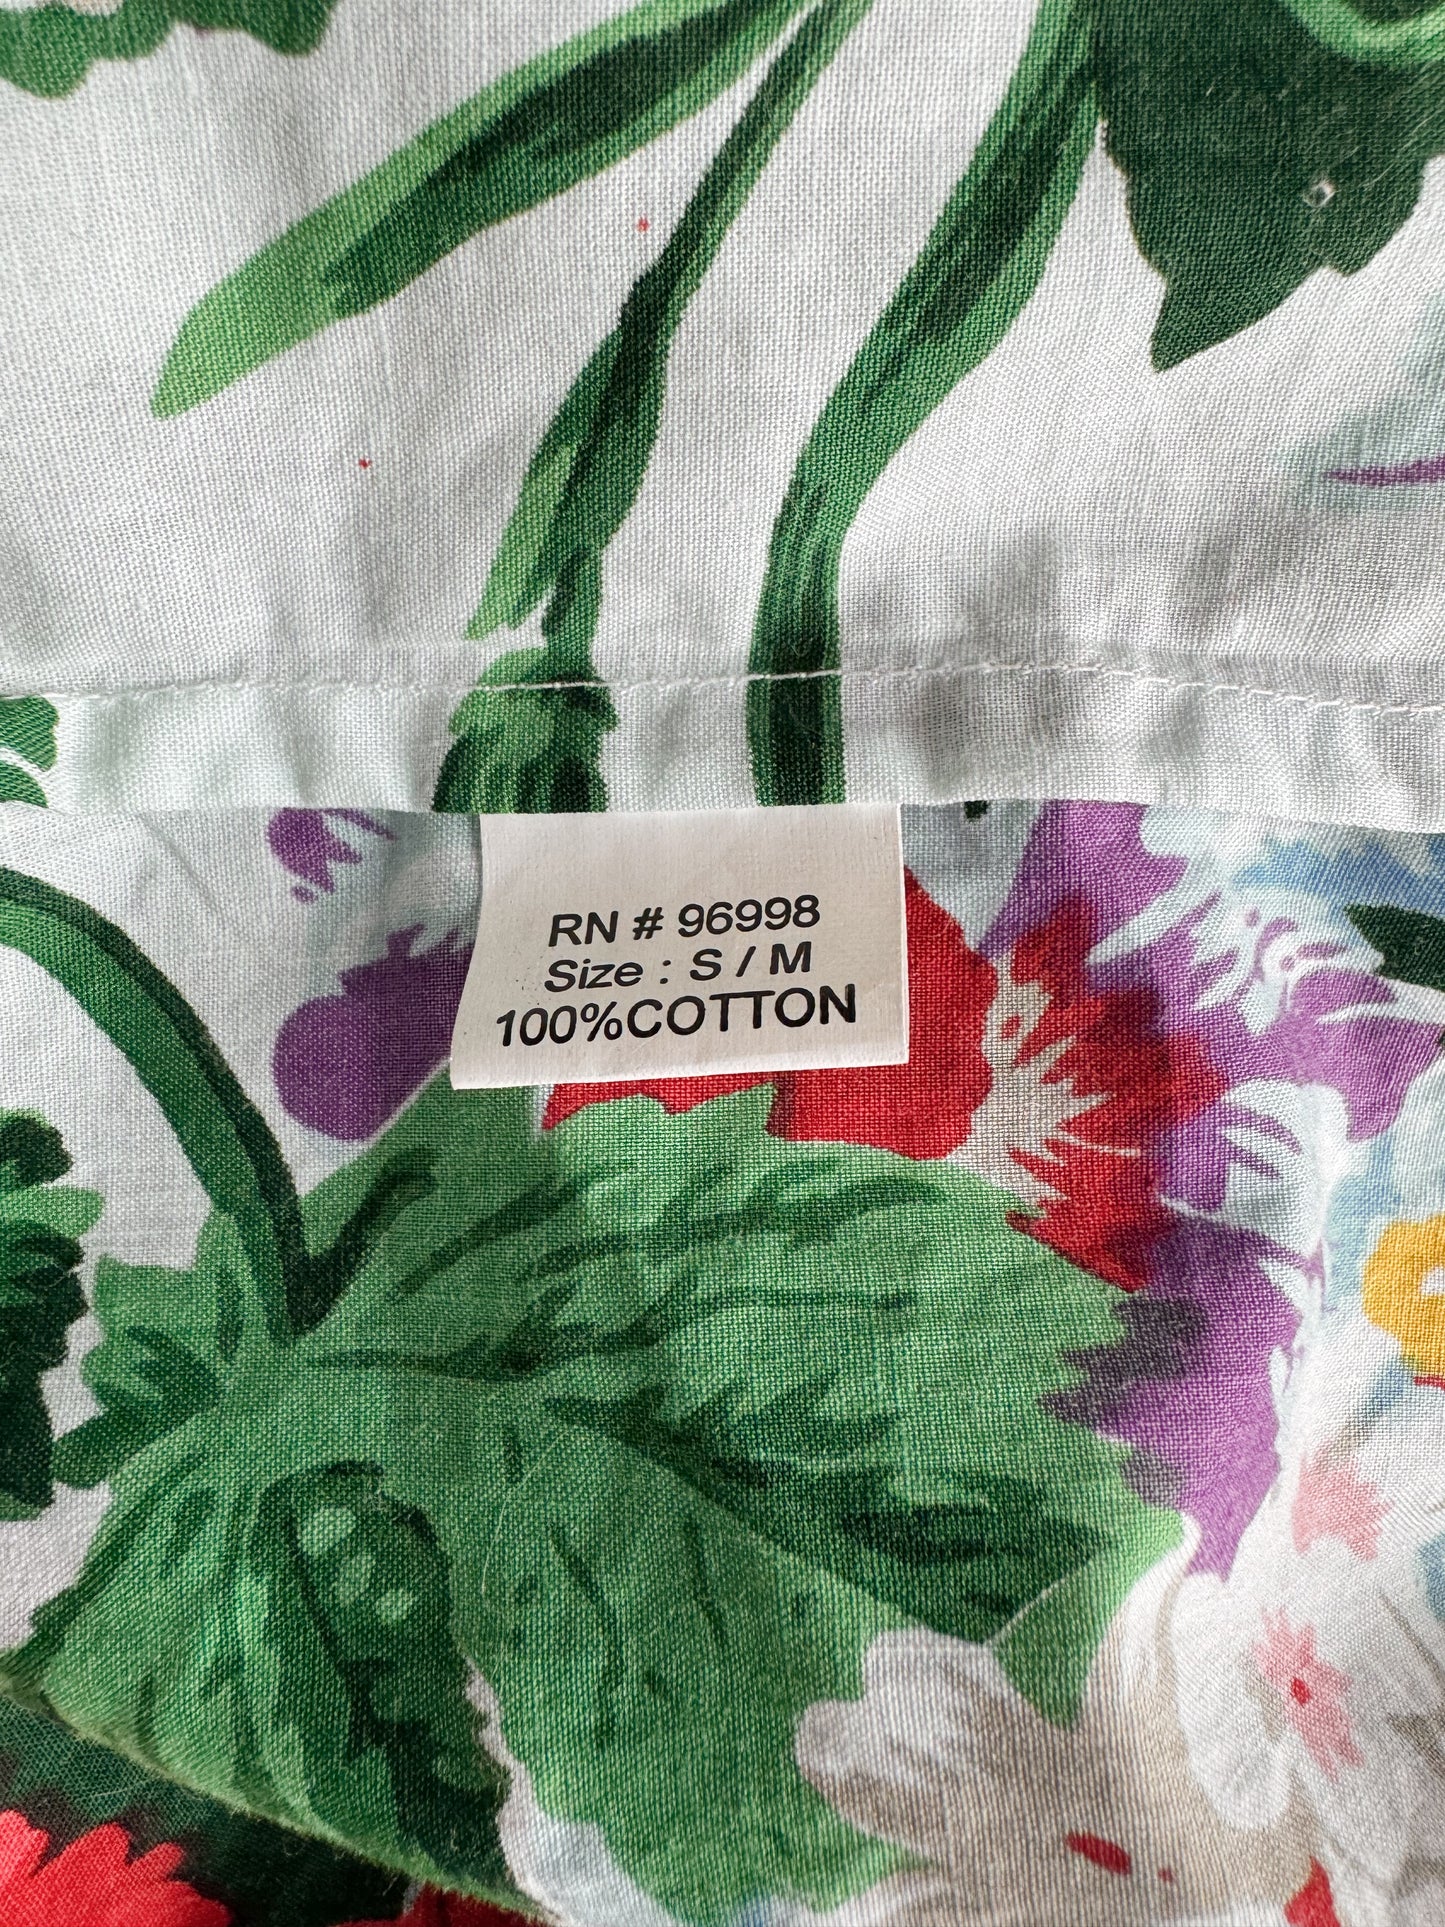 RN # 96998
Size : S / M
100%COTTON